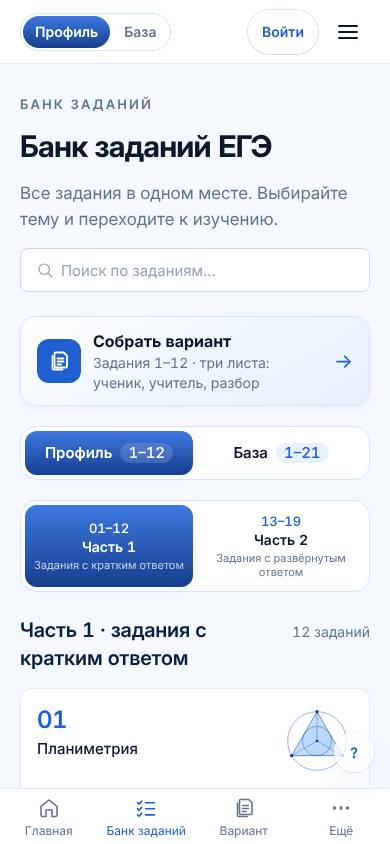 Профиль База Войти
БАНК ЗАДАНИЙ
Банк заданий ЕГЭ
Все задания в одном месте. Выбирайте
тему и переходите к изучению.
Поиск по заданиям...
Собрать вариант
Задания 1–12 · три листа:
ученик, учитель, разбор
Профиль 1–12 База 1–21
01–12
Часть 1
Задания с кратким ответом
13–19
Часть 2
Задания с развёрнутым
ответом
Часть 1 · задания с
кратким ответом
12 заданий
01
Планиметрия
?
Главная Банк заданий Вариант Ещё